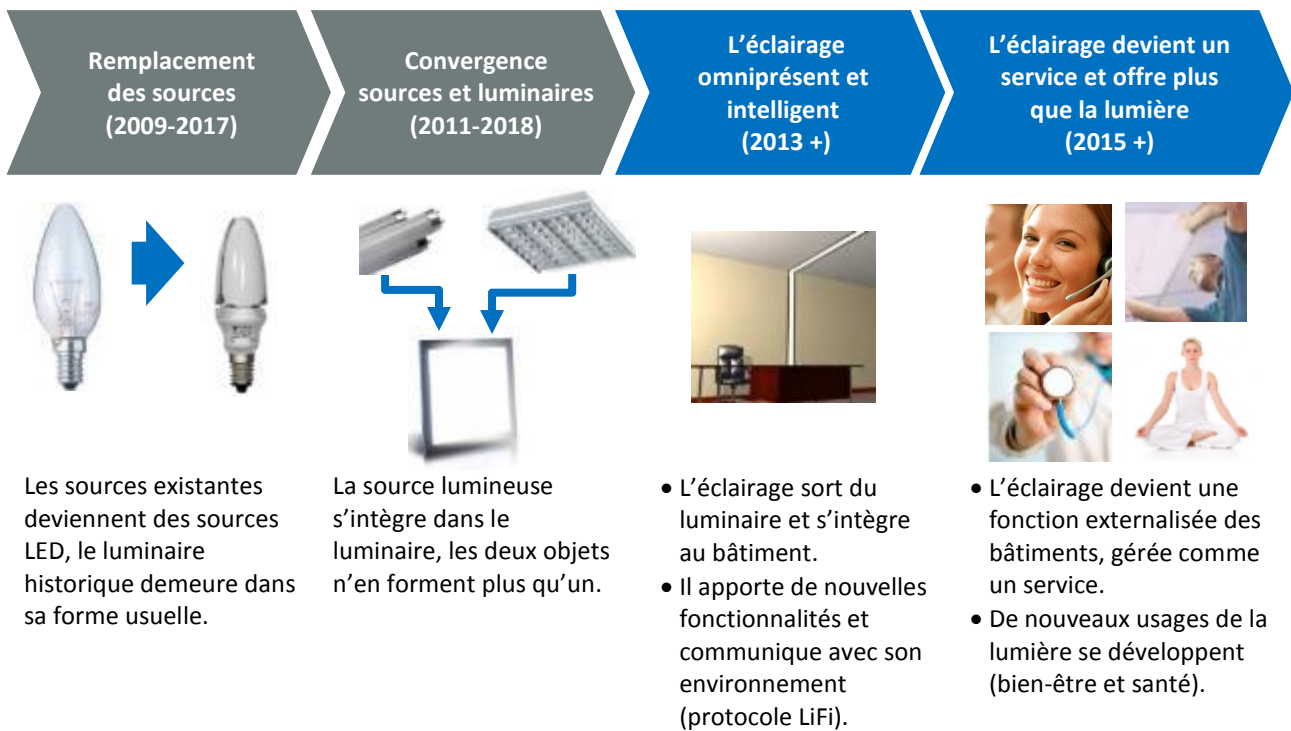 Remplacement
des sources
(2009-2017)
Convergence
sources et luminaires
(2011-2018)
L’éclairage
omniprésent et
intelligent
(2013 +)
L’éclairage devient un
service et offre plus
que la lumière
(2015 +)
Les sources existantes
deviennent des sources
LED, le luminaire
historique demeure dans
sa forme usuelle.
La source lumineuse
s’intègre dans le
luminaire, les deux objets
n’en forment plus qu’un.
• L’éclairage sort du
luminaire et s’intègre
au bâtiment.
• Il apporte de nouvelles
fonctionnalités et
communique avec son
environnement
(protocole LiFi).
• L’éclairage devient une
fonction externalisée des
bâtiments, gérée comme
un service.
• De nouveaux usages de la
lumière se développent
(bien-être et santé).